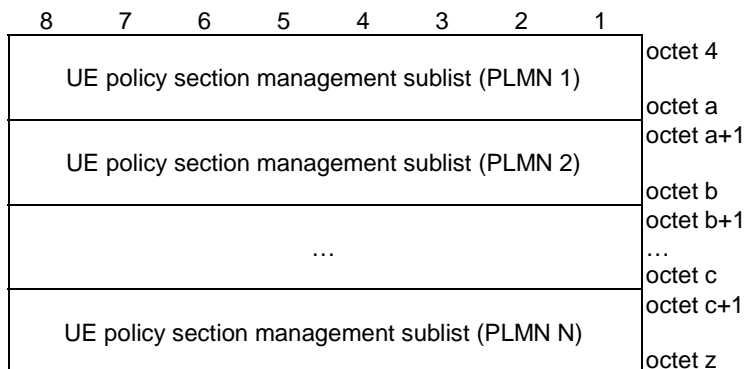 8 7 6 5 4 3 2 1
octet 4
UE policy section management sublist (PLMN 1)
octet a
octet a+1
UE policy section management sublist (PLMN 2)
octet b
octet b+1
… …
octet c
octet c+1
UE policy section management sublist (PLMN N)
octet z